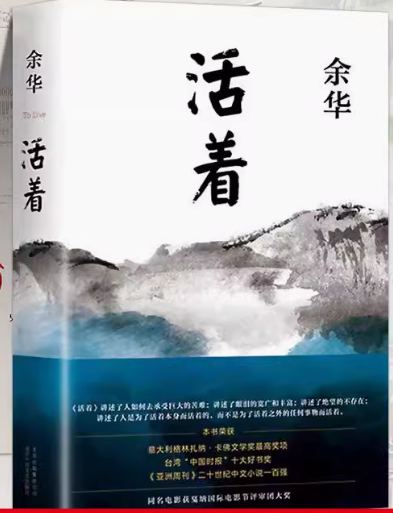 余华
To Live
活着
活着
余华
《活着》讲述了人如何去承受巨大的苦难；讲述了眼泪的宽广和丰富；讲述了绝望的不存在；
讲述了人是为了活着本身而活着的，而不是为了活着之外的任何事物而活着。
本书荣获
意大利格林扎纳·卡佛文学奖最高奖项
台湾“中国时报”十大好书奖
《亚洲周刊》二十世纪中文小说一百强
同名电影获戛纳国际电影节评审团大奖